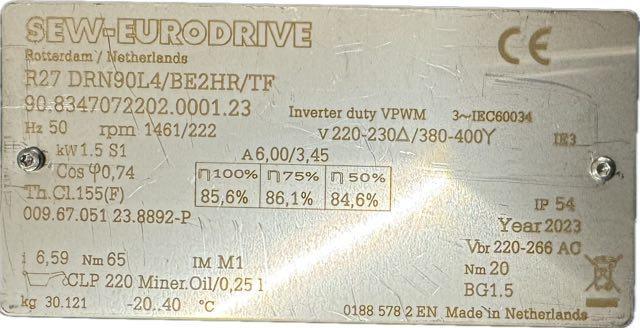 SEW-EURODRIVE
CE
Rotterdam / Netherlands
R27 DRN90L4/BE2HR/TF
90.8347072202.0001.23
Inverter duty VPWM 3~IEC60034
Hz 50 rpm 1461/222 V 220-230Δ/380-400Y IE3
kW 1.5 S1 A 6,00/3,45
Cos φ 0,74 η 100% η 75% η 50%
Th.Cl.155(F) 85,6% 86,1% 84,6% IP 54
009.67.051 23.8892-P Year 2023
Vbr 220-266 AC
i 6,59 Nm 65 IM M1 Nm 20
CLP 220 Miner.Oil/0,25 l BG1.5
kg 30.121 -20..40 °C 0188 578 2 EN Made in Netherlands